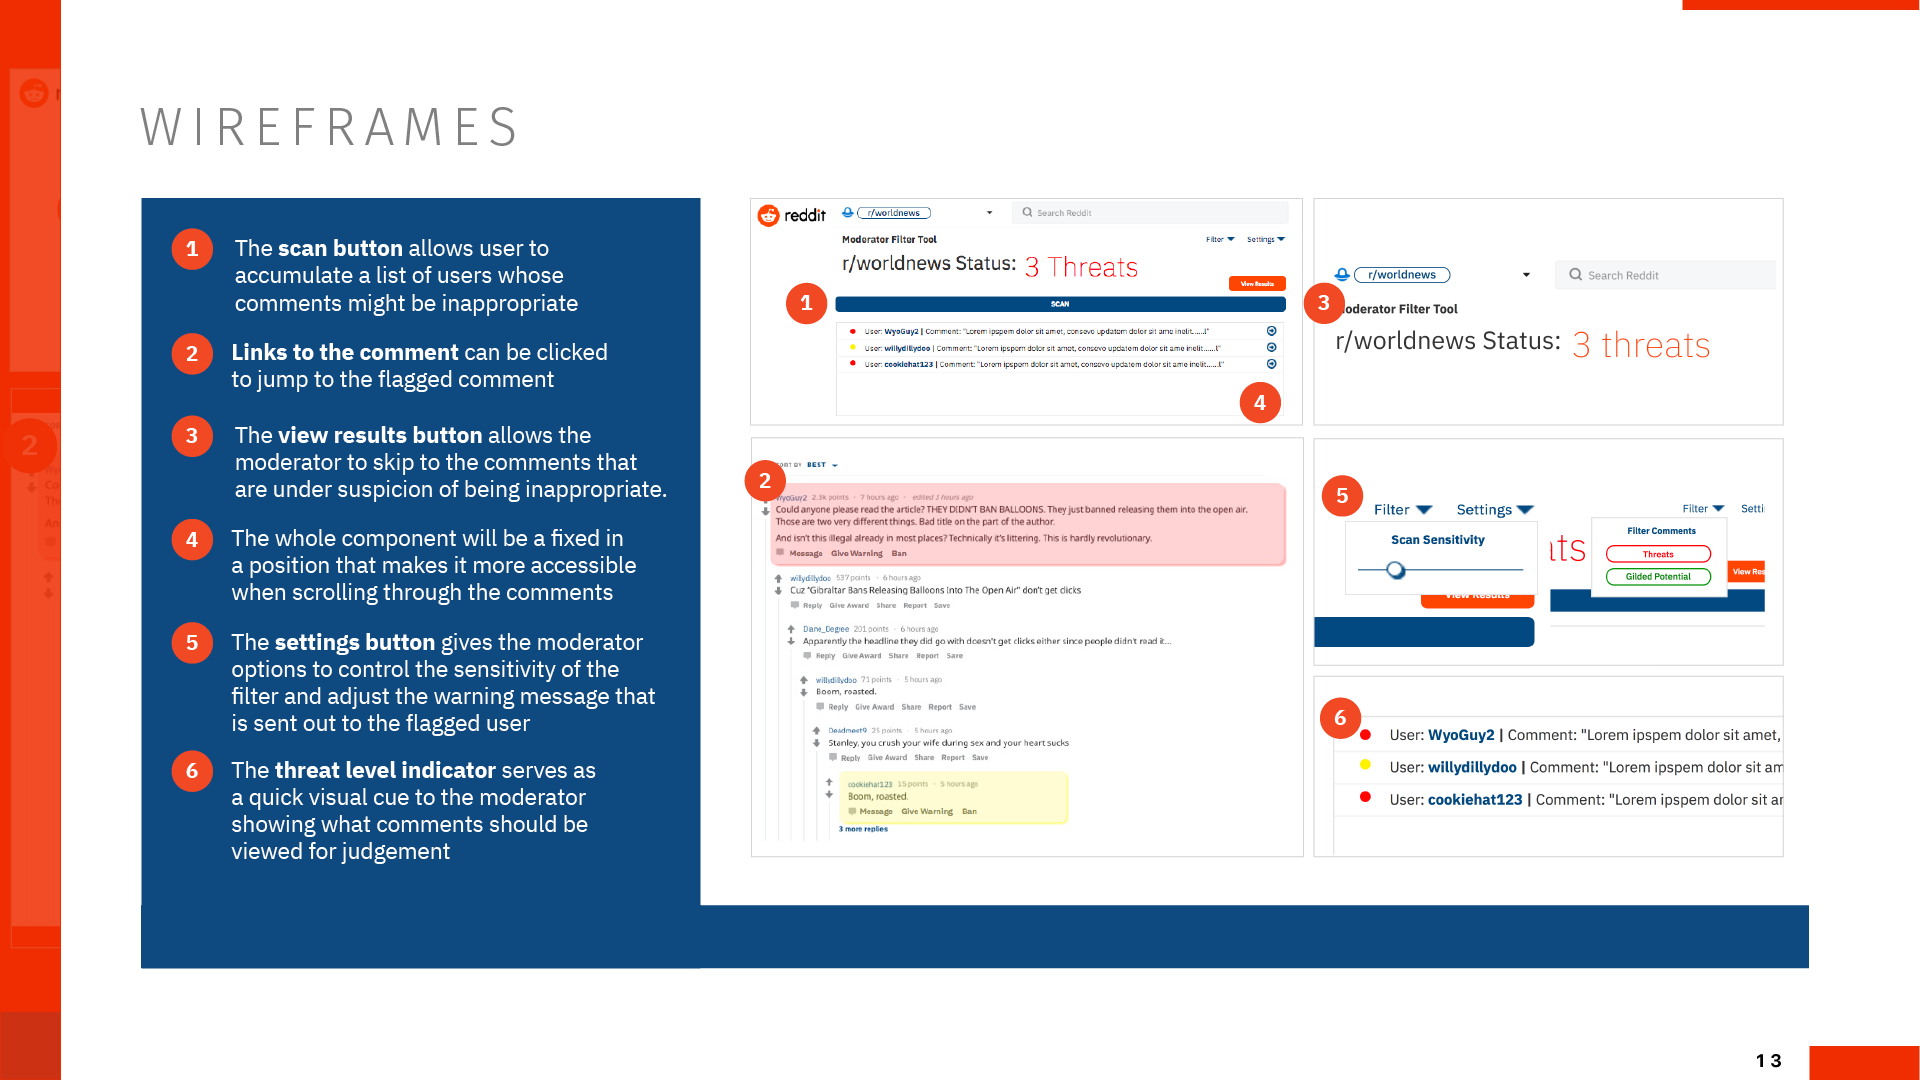 WIREFRAMES
1
The scan button allows user to
accumulate a list of users whose
comments might be inappropriate
2
Links to the comment can be clicked
to jump to the flagged comment
3
The view results button allows the
moderator to skip to the comments that
are under suspicion of being inappropriate.
4
The whole component will be a fixed in
a position that makes it more accessible
when scrolling through the comments
5
The settings button gives the moderator
options to control the sensitivity of the
filter and adjust the warning message that
is sent out to the flagged user
6
The threat level indicator serves as
a quick visual cue to the moderator
showing what comments should be
viewed for judgement
reddit r/worldnews Search Reddit
Moderator Filter Tool Filter Settings
r/worldnews Status: 3 Threats
View Results
1
SCAN
User: WyoGuy2 | Comment: "Lorem ipspem dolor sit amet, consevo updatem dolor sit ame inelit......!"
User: willydillydoo | Comment: "Lorem ipspem dolor sit amet, consevo updatem dolor sit ame inelit......!"
User: cookiehat123 | Comment: "Lorem ipspem dolor sit amet, consevo updatem dolor sit ame inelit......!"
4
r/worldnews Search Reddit
3
oderator Filter Tool
r/worldnews Status: 3 threats
ORT BY BEST
2
WyoGuy2 2.3k points · 7 hours ago · edited 3 hours ago
Could anyone please read the article? THEY DIDN'T BAN BALLOONS. They just banned releasing them into the open air.
Those are two very different things. Bad title on the part of the author.
And isn't this illegal already in most places? Technically it's littering. This is hardly revolutionary.
Message Give Warning Ban
willydillydoo 537 points · 6 hours ago
Cuz "Gibraltar Bans Releasing Balloons Into The Open Air" don't get clicks
Reply Give Award Share Report Save
Diane_Degree 201 points · 6 hours ago
Apparently the headline they did go with doesn't get clicks either since people didn't read it...
Reply Give Award Share Report Save
willydillydoo 71 points · 5 hours ago
Boom, roasted.
Reply Give Award Share Report Save
Deadmeet9 25 points · 5 hours ago
Stanley, you crush your wife during sex and your heart sucks
Reply Give Award Share Report Save
cookiehat123 15 points · 5 hours ago
Boom, roasted.
Message Give Warning Ban
3 more replies
5
Filter Settings
Scan Sensitivity
View Results
Filter Setti
ats
Filter Comments
Threats
Gilded Potential
View Res
6
User: WyoGuy2 | Comment: "Lorem ipspem dolor sit amet,
User: willydillydoo | Comment: "Lorem ipspem dolor sit am
User: cookiehat123 | Comment: "Lorem ipspem dolor sit ar
2
13